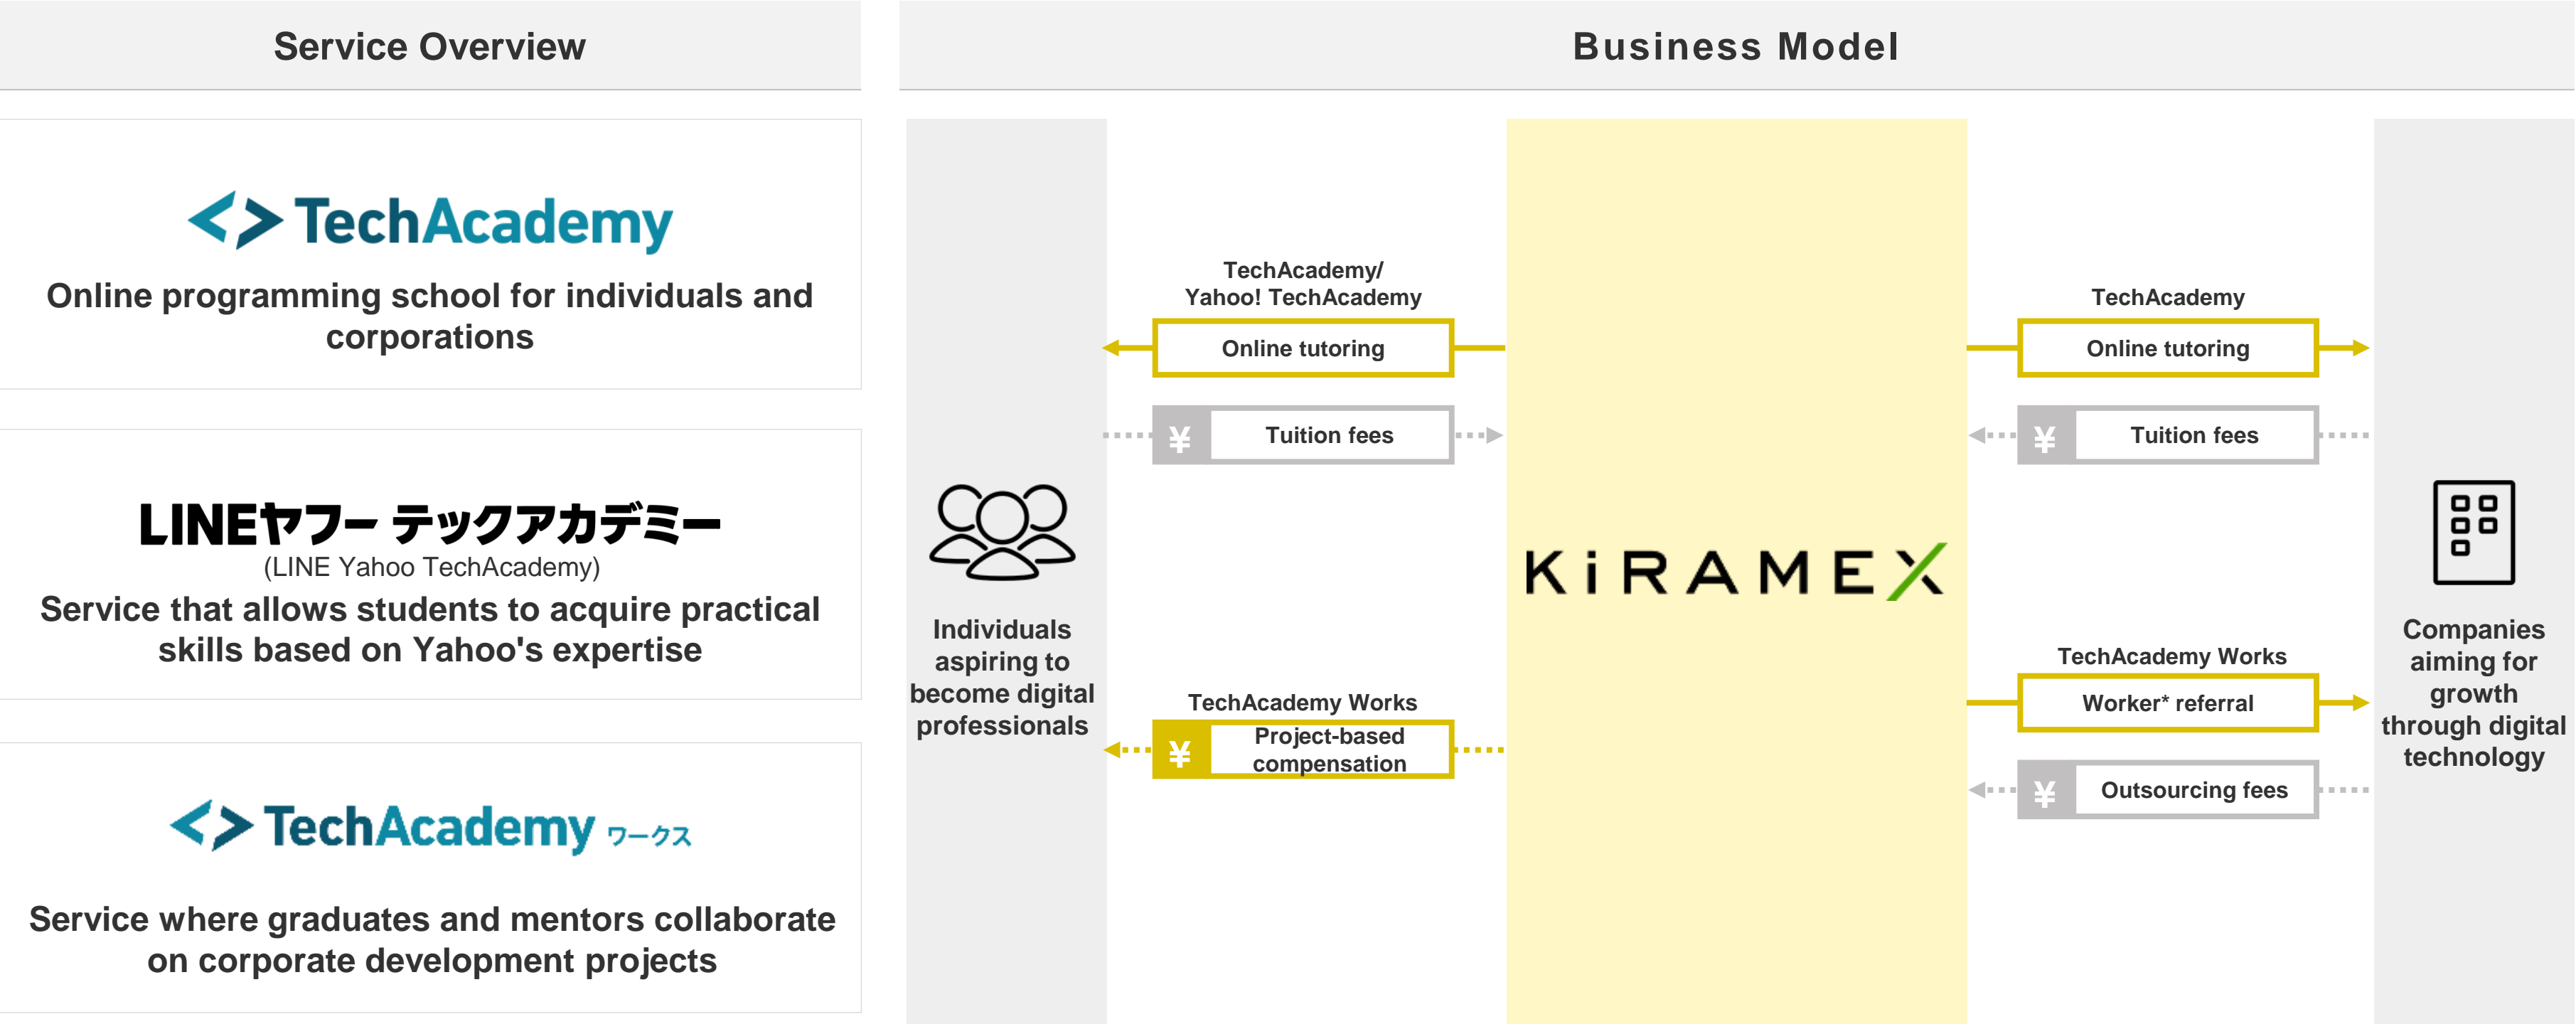 Service Overview
TechAcademy
Online programming school for individuals and
corporations
LINEヤフー テックアカデミー
(LINE Yahoo TechAcademy)
Service that allows students to acquire practical
skills based on Yahoo's expertise
TechAcademy ワークス
Service where graduates and mentors collaborate
on corporate development projects
Business Model
Individuals
aspiring to
become digital
professionals
TechAcademy/
Yahoo! TechAcademy
Online tutoring
¥ Tuition fees
TechAcademy Works
¥ Project-based
compensation
KiRAMEX
TechAcademy
Online tutoring
¥ Tuition fees
TechAcademy Works
Worker* referral
¥ Outsourcing fees
Companies
aiming for
growth
through digital
technology